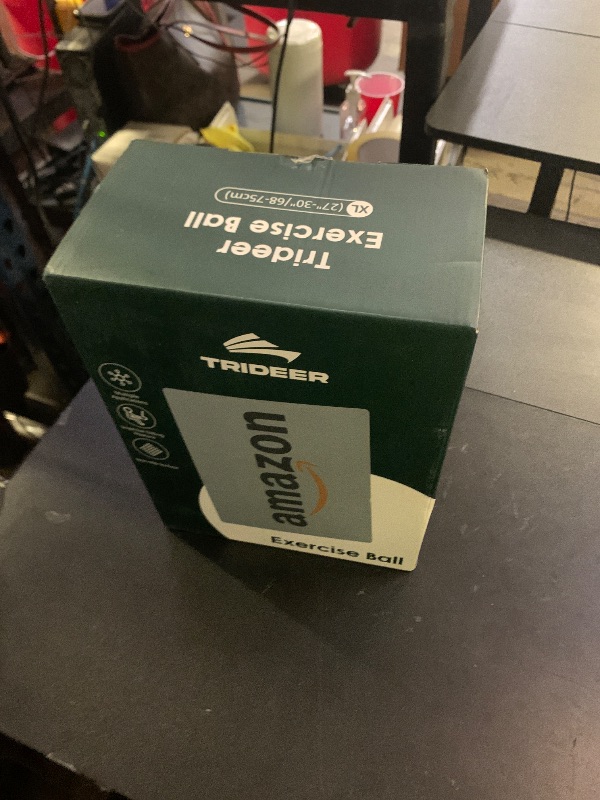 Trideer
Exercise Ball
XL (27"-30"/68-75cm)
TRIDEER
amazon
Exercise Ball